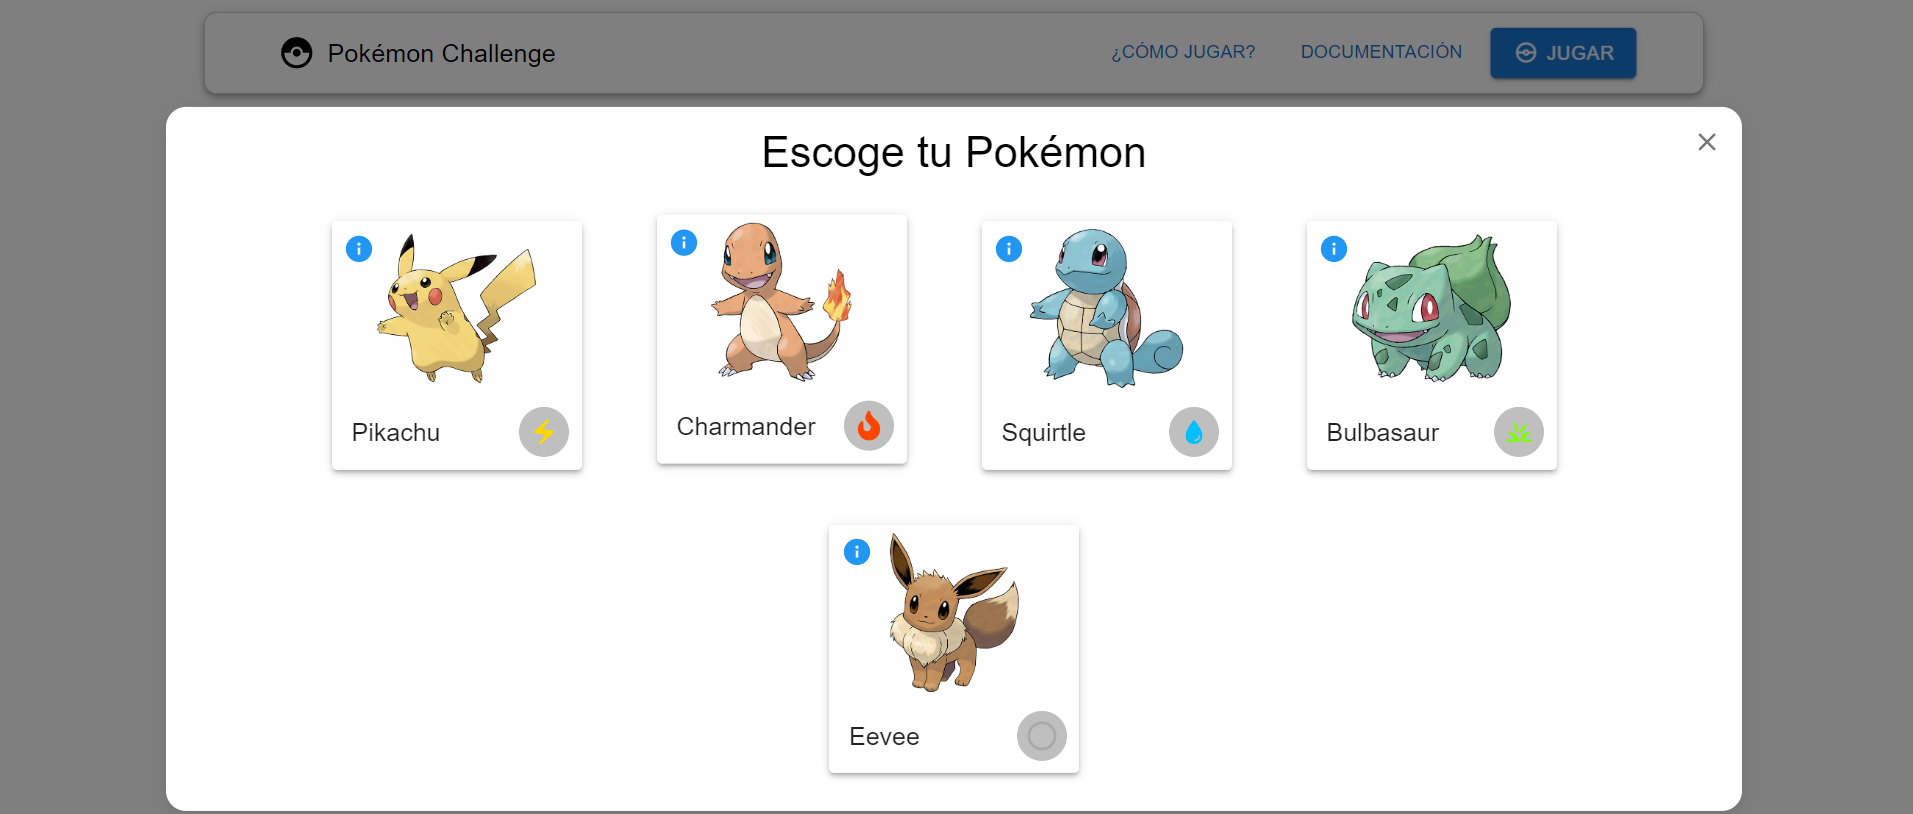 Pokémon Challenge
¿CÓMO JUGAR?
DOCUMENTACIÓN
JUGAR
Escoge tu Pokémon
Pikachu
Charmander
Squirtle
Bulbasaur
Eevee